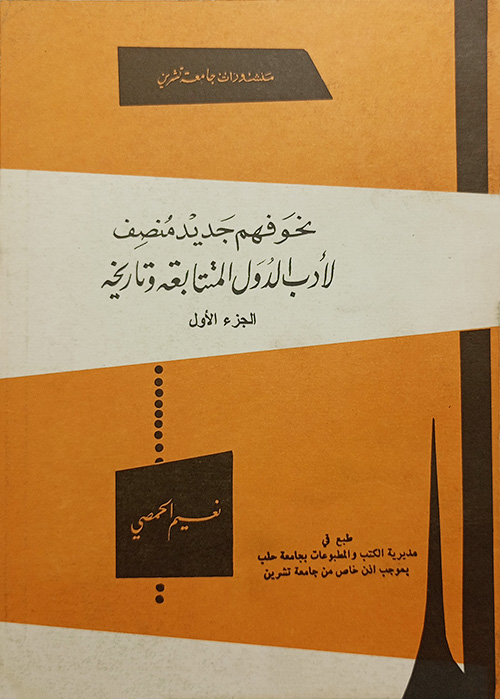 منشورات جامعة تشرين
نحو فهم جديد منصف
لأدب الدول المتتابعة وتاريخه
الجزء الأول
نعيم الحمصي
طبع في
مديرية الكتب والمطبوعات بجامعة حلب
بموجب اذن خاص من جامعة تشرين